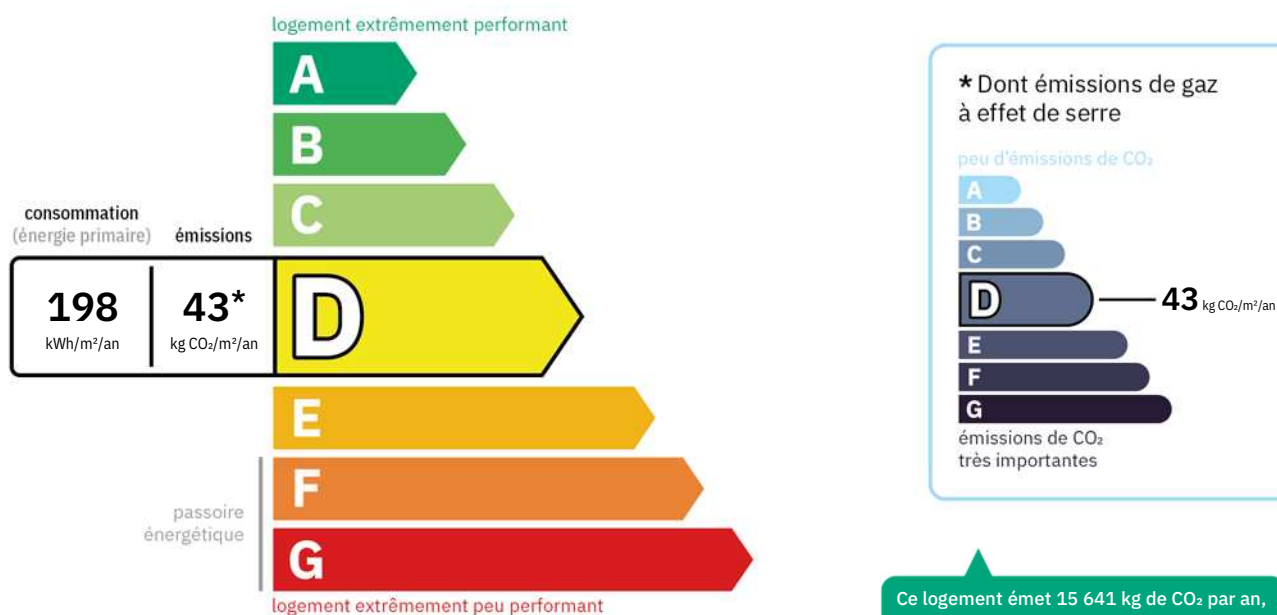 logement extrêmement performant
A
B
C
consommation
(énergie primaire)
émissions
198
kWh/m²/an
43*
kg CO₂/m²/an
D
E
F
G
passoire
énergétique
logement extrêmement peu performant
* Dont émissions de gaz
à effet de serre
peu d'émissions de CO₂
A
B
C
D
43 kg CO₂/m²/an
E
F
G
émissions de CO₂
très importantes
Ce logement émet 15 641 kg de CO₂ par an,